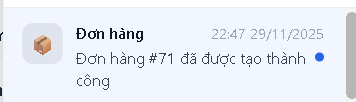 Đơn hàng 22:47 29/11/2025
Đơn hàng #71 đã được tạo thành
công